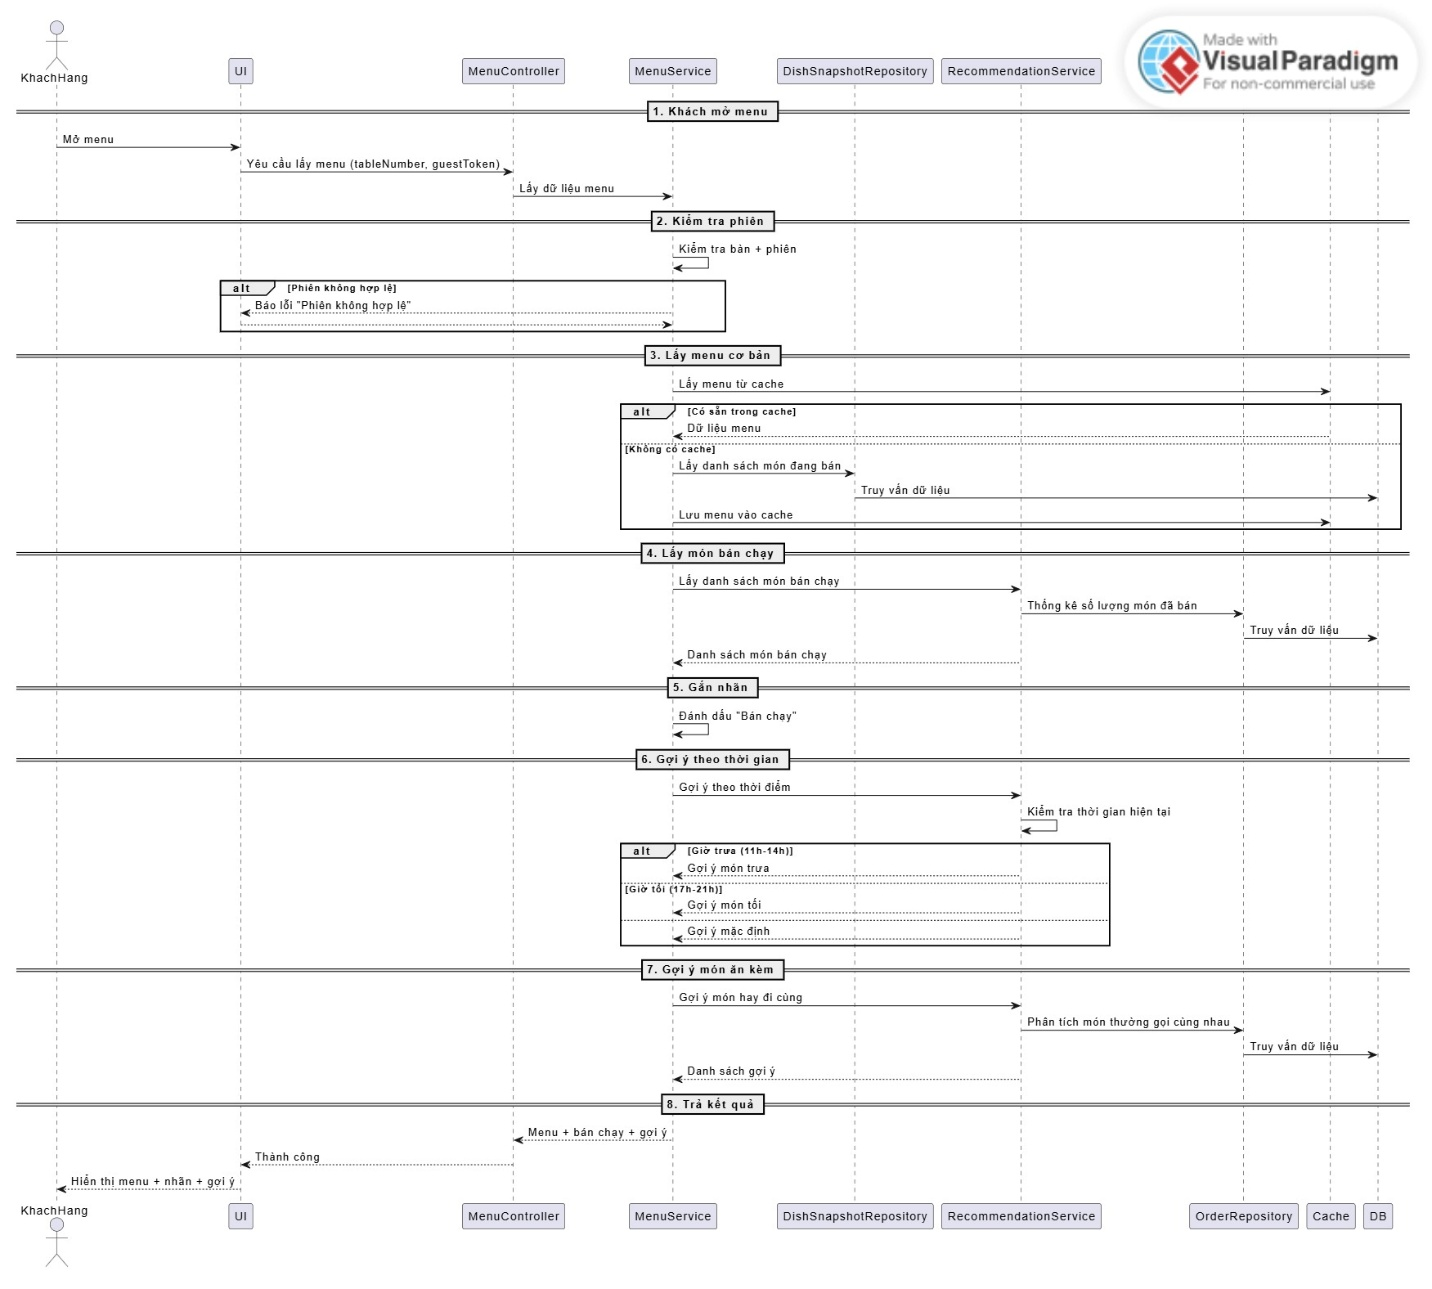 Made with
Visual Paradigm
For non-commercial use
KhachHang
UI
MenuController
MenuService
DishSnapshotRepository
RecommendationService
1. Khách mở menu
Mở menu
Yêu cầu lấy menu (tableNumber, guestToken)
Lấy dữ liệu menu
2. Kiểm tra phiên
Kiểm tra bàn + phiên
alt
[Phiên không hợp lệ]
Báo lỗi "Phiên không hợp lệ"
3. Lấy menu cơ bản
Lấy menu từ cache
alt
[Có sẵn trong cache]
Dữ liệu menu
[Không có cache]
Lấy danh sách món đang bán
Truy vấn dữ liệu
Lưu menu vào cache
4. Lấy món bán chạy
Lấy danh sách món bán chạy
Thống kê số lượng món đã bán
Truy vấn dữ liệu
Danh sách món bán chạy
5. Gắn nhãn
Đánh dấu "Bán chạy"
6. Gợi ý theo thời gian
Gợi ý theo thời điểm
Kiểm tra thời gian hiện tại
alt
[Giờ trưa (11h-14h)]
Gợi ý món trưa
[Giờ tối (17h-21h)]
Gợi ý món tối
Gợi ý mặc định
7. Gợi ý món ăn kèm
Gợi ý món hay đi cùng
Phân tích món thường gọi cùng nhau
Truy vấn dữ liệu
Danh sách gợi ý
8. Trả kết quả
Menu + bán chạy + gợi ý
Thành công
Hiển thị menu + nhãn + gợi ý
KhachHang
UI
MenuController
MenuService
DishSnapshotRepository
RecommendationService
OrderRepository
Cache
DB